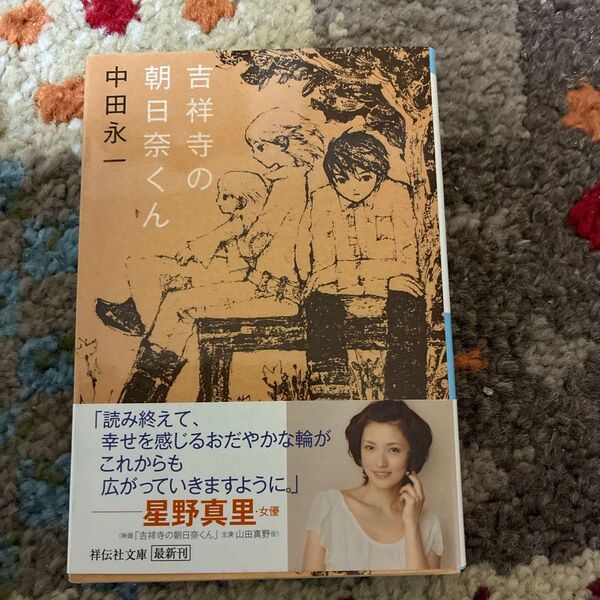 吉祥寺の
朝日奈くん
中田永一
「読み終えて、
幸せを感じるおだやかな輪が
これからも
広がっていきますように。」
——星野真里・女優
〈映画「吉祥寺の朝日奈くん」主演・山田真野役〉
祥伝社文庫 最新刊